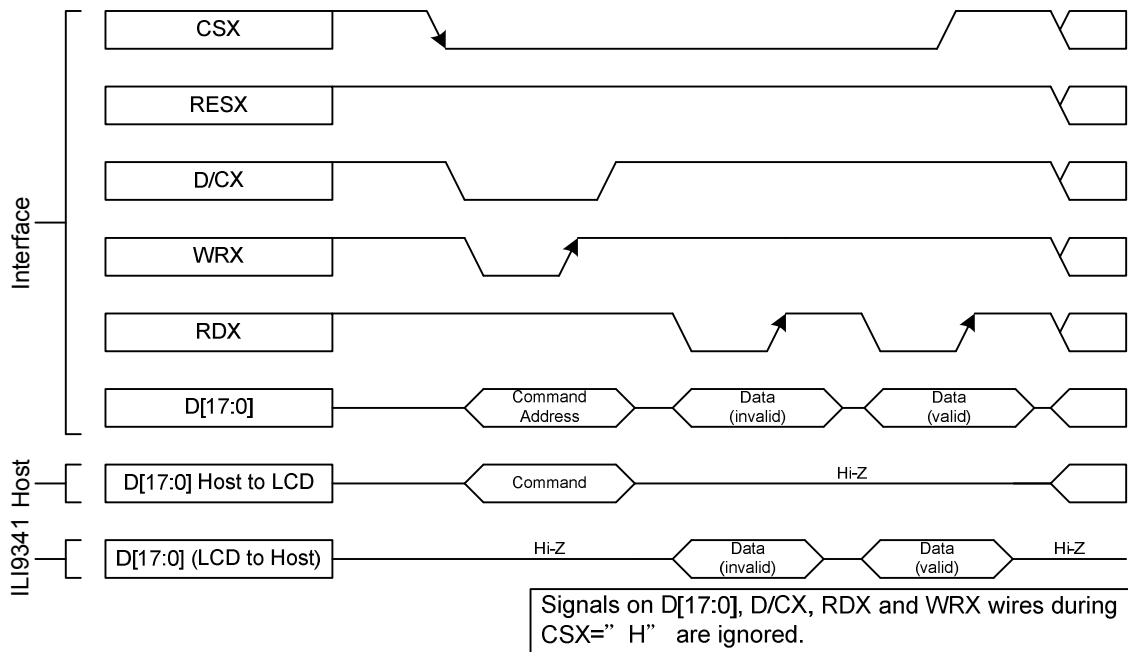 Interface
CSX
RESX
D/CX
WRX
RDX
D[17:0]
Command
Address
Data
(invalid)
Data
(valid)
Host
D[17:0] Host to LCD
Command
Hi-Z
ILI9341
D[17:0] (LCD to Host)
Hi-Z
Data
(invalid)
Data
(valid)
Hi-Z
Signals on D[17:0], D/CX, RDX and WRX wires during
CSX=” H” are ignored.